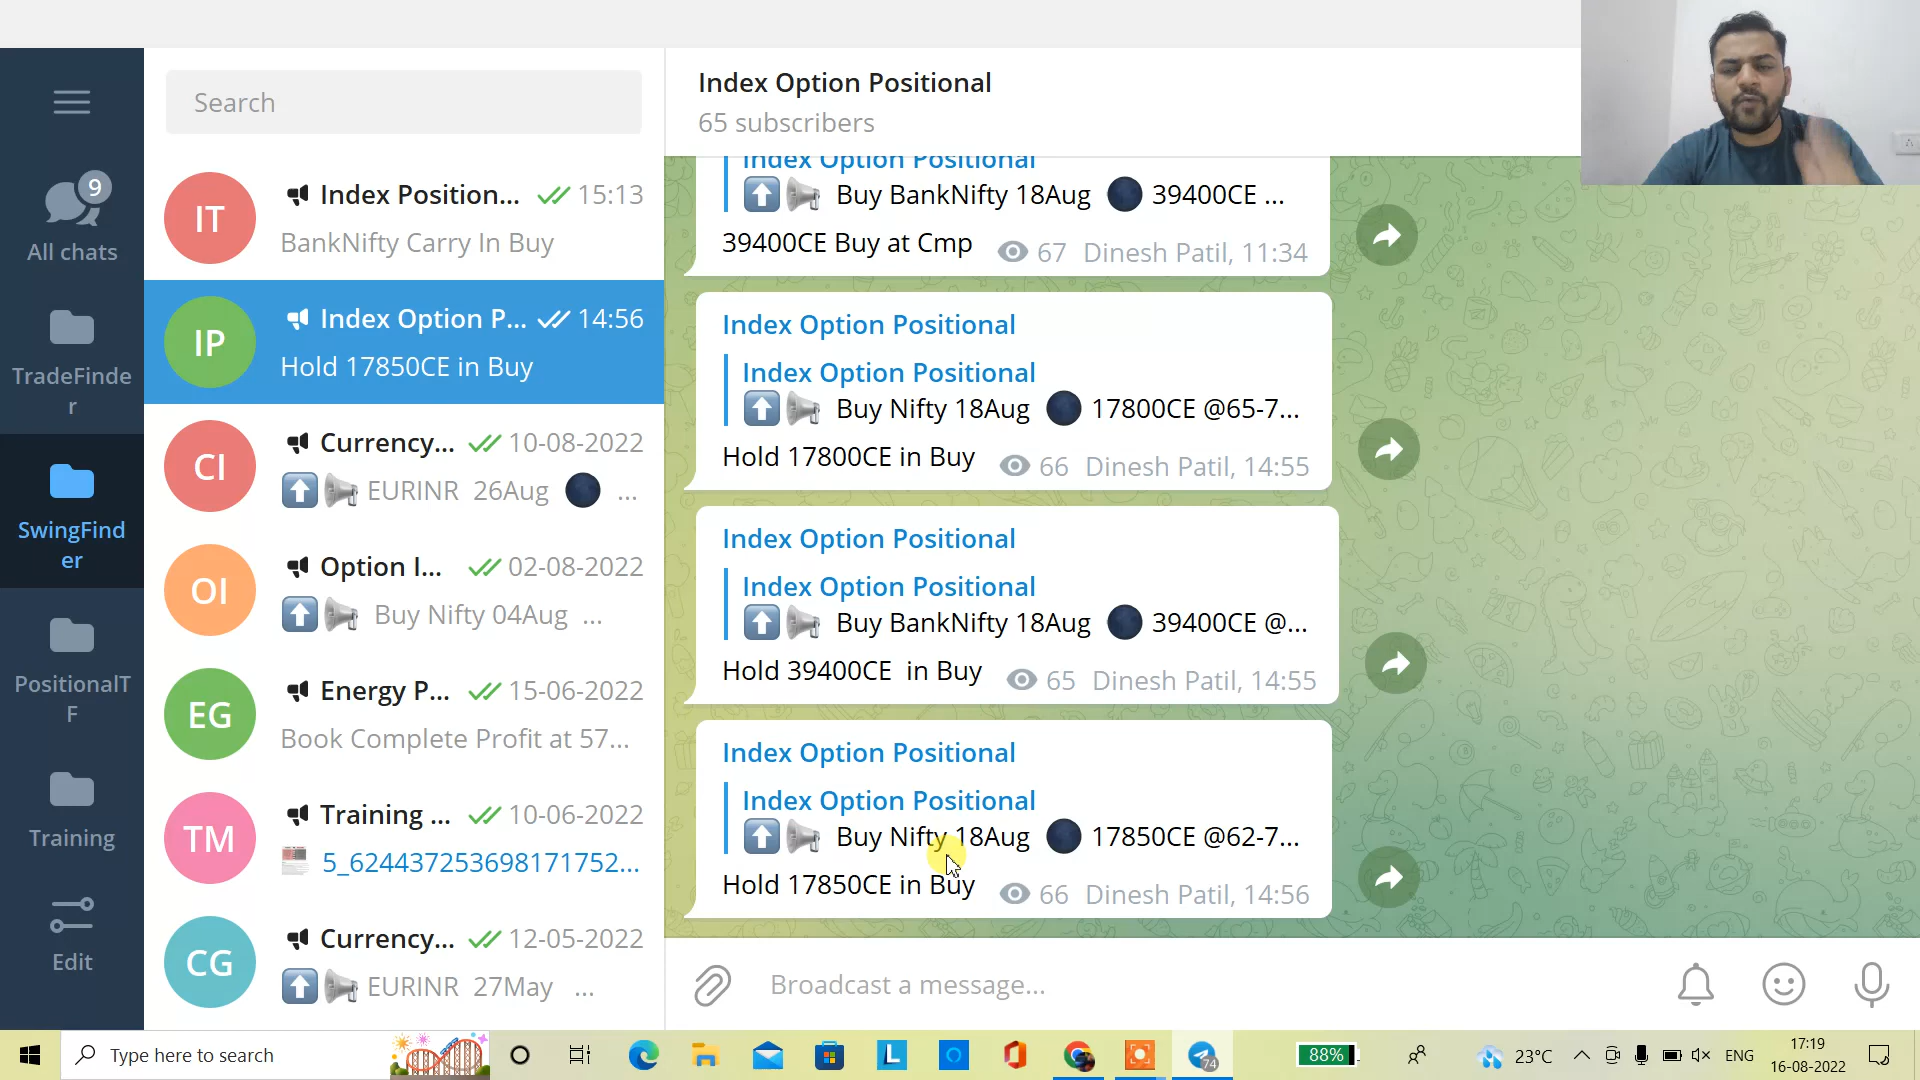 Search
Index Position... 15:13
BankNifty Carry In Buy
Index Option P... 14:56
Hold 17850CE in Buy
Currency... 10-08-2022
EURINR 26Aug ...
Option I... 02-08-2022
Buy Nifty 04Aug ...
Energy P... 15-06-2022
Book Complete Profit at 57...
Training ... 10-06-2022
5_624437253698171752...
Currency... 12-05-2022
EURINR 27May ...
IT
IP
CI
OI
EG
TM
CG
9
All chats
TradeFinde
r
SwingFind
er
PositionalT
F
Training
Edit
Index Option Positional
65 subscribers
Index Option Positional
Buy BankNifty 18Aug 39400CE ...
39400CE Buy at Cmp 67 Dinesh Patil, 11:34
Index Option Positional
Index Option Positional
Buy Nifty 18Aug 17800CE @65-7...
Hold 17800CE in Buy 66 Dinesh Patil, 14:55
Index Option Positional
Index Option Positional
Buy BankNifty 18Aug 39400CE @...
Hold 39400CE in Buy 65 Dinesh Patil, 14:55
Index Option Positional
Index Option Positional
Buy Nifty 18Aug 17850CE @62-7...
Hold 17850CE in Buy 66 Dinesh Patil, 14:56
Broadcast a message...
Type here to search
L
74
88%
23°C
ENG
17:19
16-08-2022